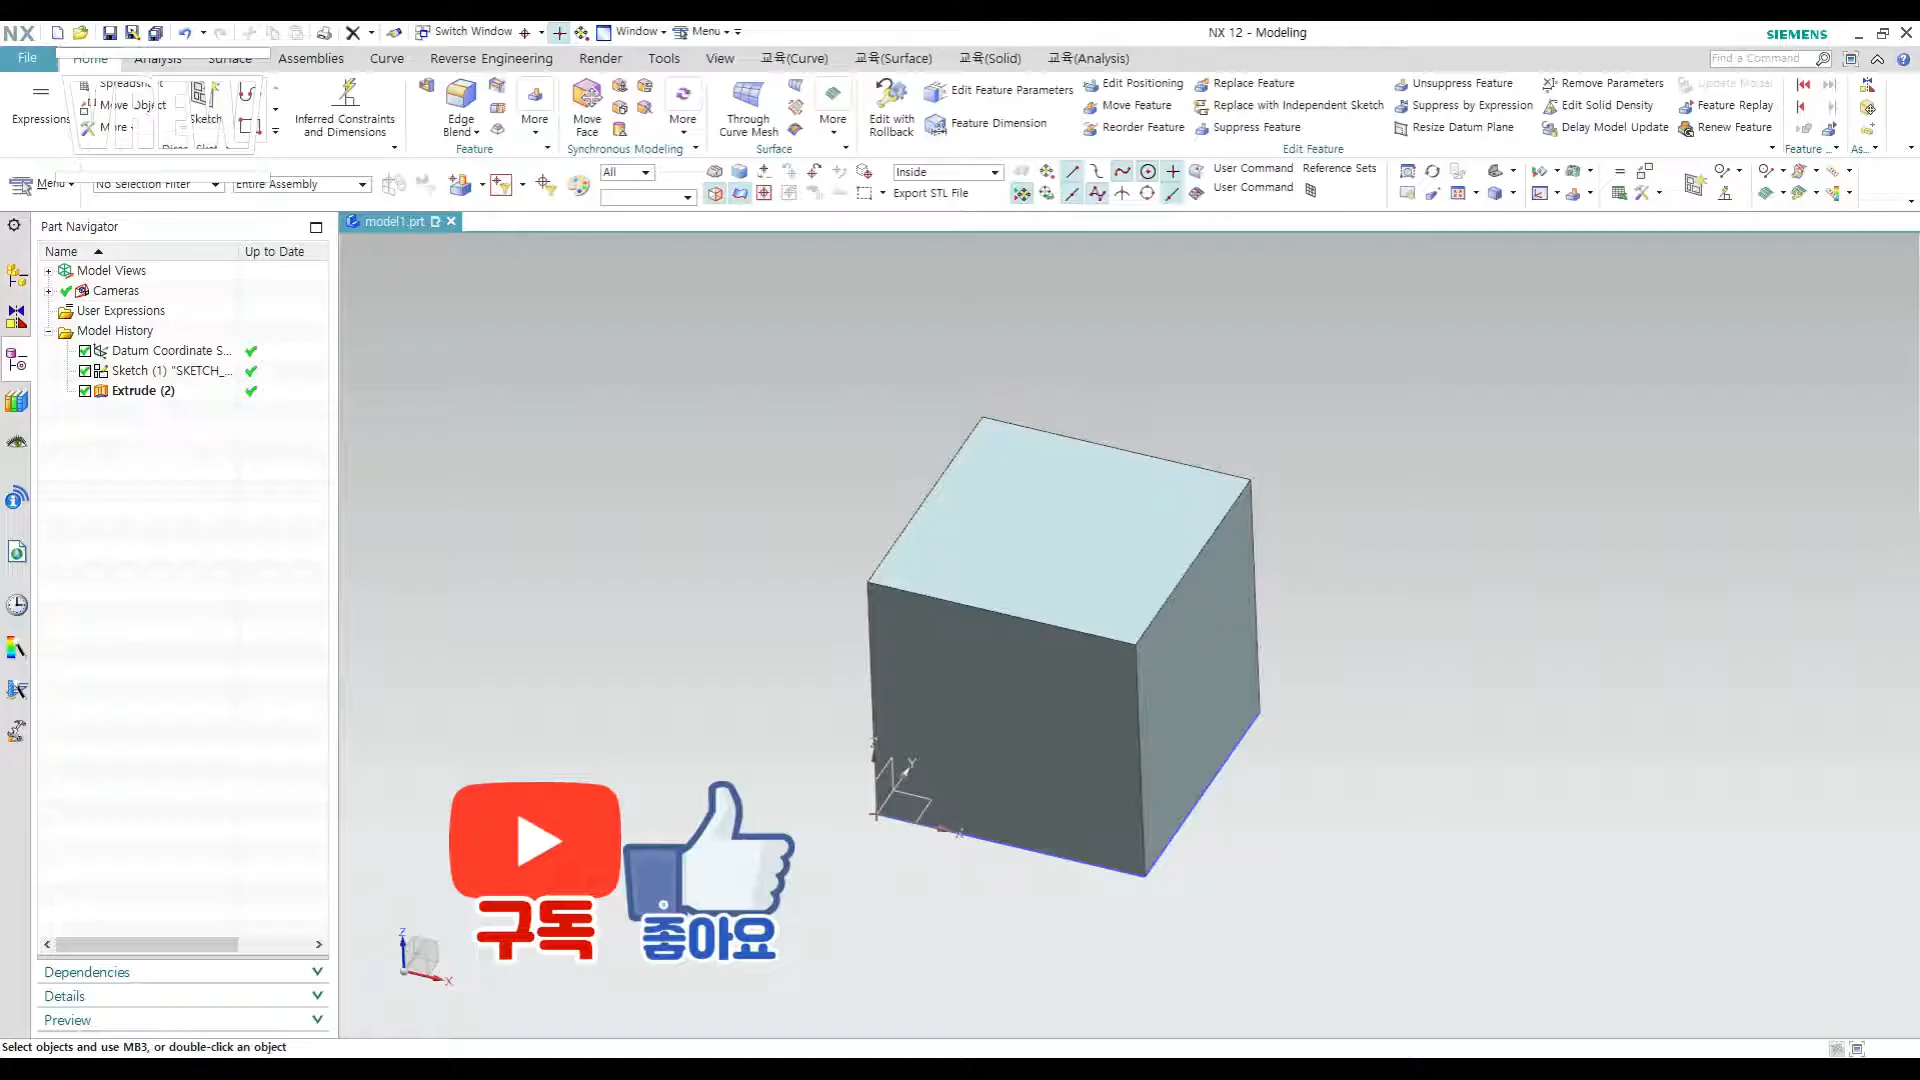 NX
Switch Window
Window
Menu
NX 12 - Modeling
SIEMENS
File
Home
Analysis
Surface
Assemblies
Curve
Reverse Engineering
Render
Tools
View
교육(Curve)
교육(Surface)
교육(Solid)
교육(Analysis)
Find a Command
Expressions
Spreadsheet
Move Object
More
Sketch
Inferred Constraints
and Dimensions
Edge
Blend
More
Feature
Move
Face
More
Synchronous Modeling
Through
Curve Mesh
More
Surface
Edit with
Rollback
Edit Feature Parameters
Feature Dimension
Edit Positioning
Move Feature
Reorder Feature
Replace Feature
Replace with Independent Sketch
Suppress Feature
Unsuppress Feature
Suppress by Expression
Resize Datum Plane
Remove Parameters
Edit Solid Density
Delay Model Update
Update Model
Feature Replay
Renew Feature
Edit Feature
Feature ...
As...
Menu
No Selection Filter
Entire Assembly
All
Inside
Export STL File
User Command
Reference Sets
User Command
Part Navigator
model1.prt
Name
Up to Date
Model Views
Cameras
User Expressions
Model History
Datum Coordinate S...
Sketch (1) "SKETCH_...
Extrude (2)
Y
X
구독
좋아요
Z
X
Dependencies
Details
Preview
Select objects and use MB3, or double-click an object